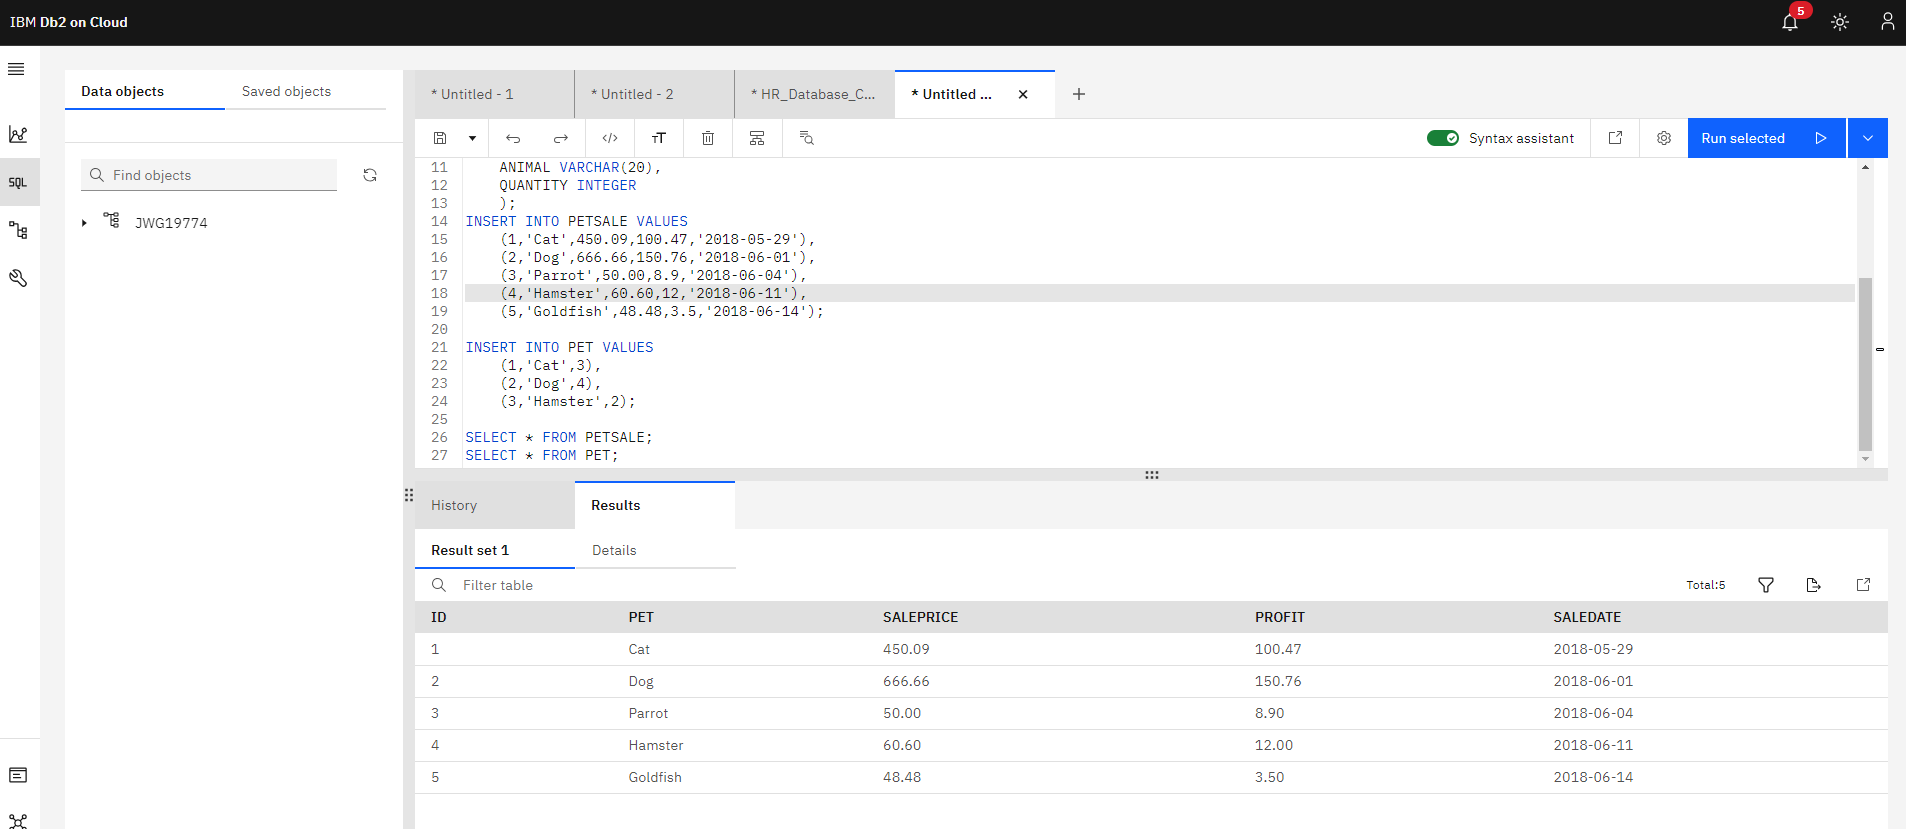 IBM Db2 on Cloud
5
Data objects
Saved objects
* Untitled - 1
* Untitled - 2
* HR_Database_C...
* Untitled ...
Syntax assistant
Run selected
SQL
Find objects
JWG19774
11 ANIMAL VARCHAR(20),
12 QUANTITY INTEGER
13 );
14 INSERT INTO PETSALE VALUES
15 (1,'Cat',450.09,100.47,'2018-05-29'),
16 (2,'Dog',666.66,150.76,'2018-06-01'),
17 (3,'Parrot',50.00,8.9,'2018-06-04'),
18 (4,'Hamster',60.60,12,'2018-06-11'),
19 (5,'Goldfish',48.48,3.5,'2018-06-14');
20
21 INSERT INTO PET VALUES
22 (1,'Cat',3),
23 (2,'Dog',4),
24 (3,'Hamster',2);
25
26 SELECT * FROM PETSALE;
27 SELECT * FROM PET;
History
Results
Result set 1
Details
Filter table
Total:5
ID PET SALEPRICE PROFIT SALEDATE
1 Cat 450.09 100.47 2018-05-29
2 Dog 666.66 150.76 2018-06-01
3 Parrot 50.00 8.90 2018-06-04
4 Hamster 60.60 12.00 2018-06-11
5 Goldfish 48.48 3.50 2018-06-14